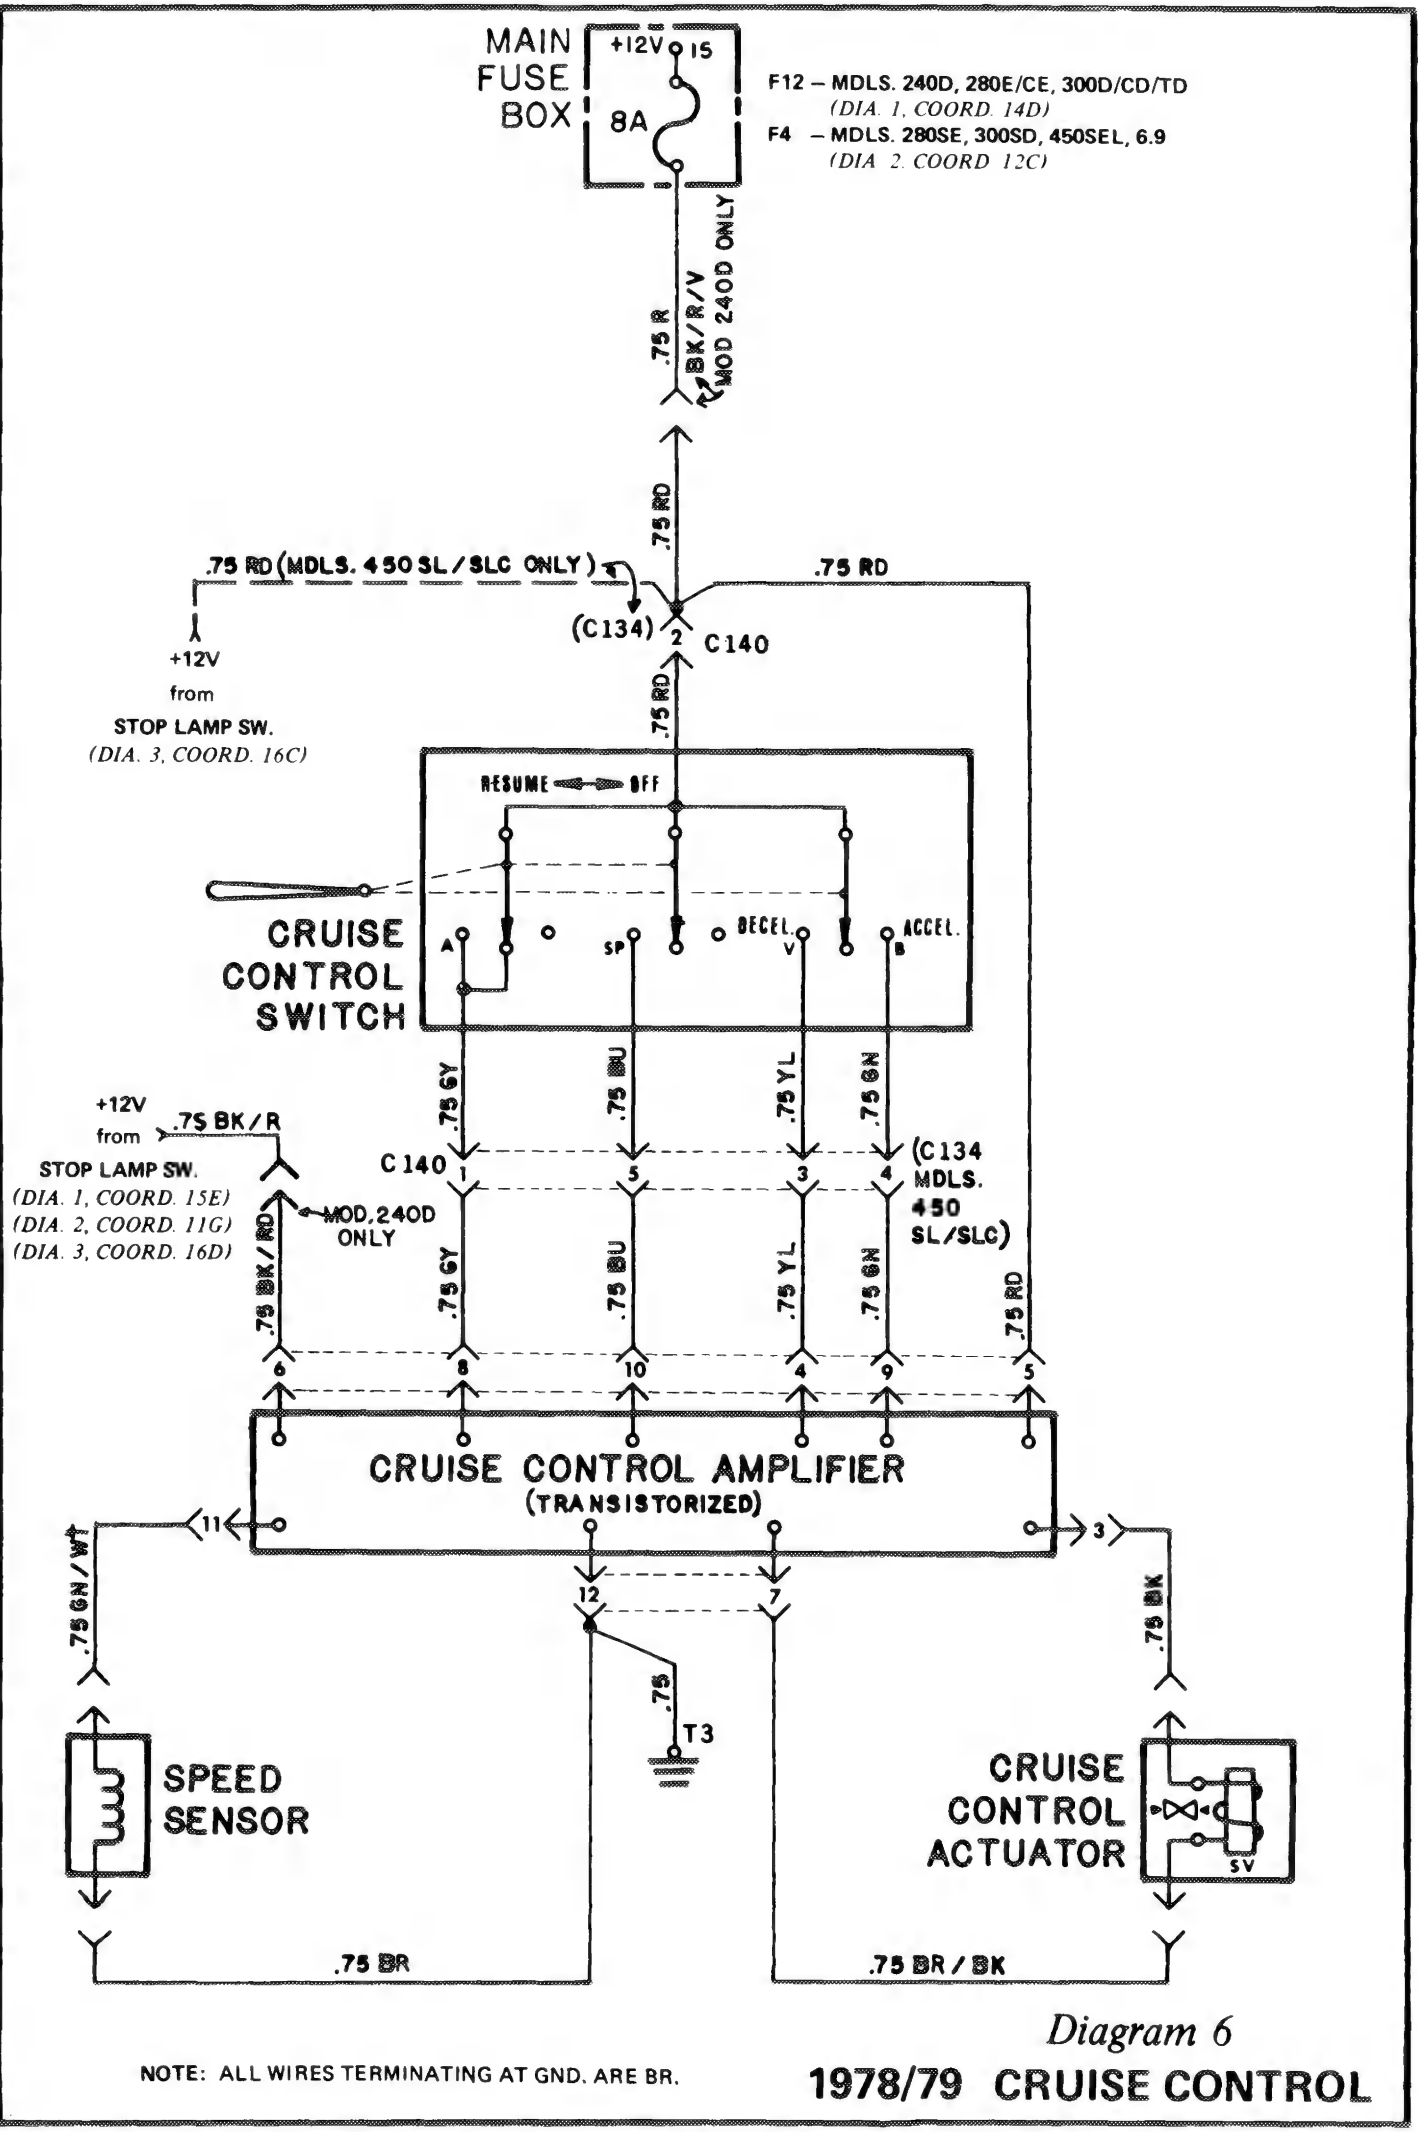 MAIN
FUSE
BOX
+12V 15
8A
F12 – MDLS. 240D, 280E/CE, 300D/CD/TD
(DIA. 1, COORD. 14D)
F4 – MDLS. 280SE, 300SD, 450SEL, 6.9
(DIA 2. COORD 12C)
.75 R
BK/R/V
MOD 240D ONLY
.75 RD
.75 RD (MDLS. 450 SL/SLC ONLY)
.75 RD
(C134)
2
C140
+12V
from
STOP LAMP SW.
(DIA. 3, COORD. 16C)
.75 RD
RESUME OFF
CRUISE
CONTROL
SWITCH
A
SP
DECEL.
V
ACCEL.
B
.75 GY
.75 BU
.75 YL
.75 GN
+12V
from
.75 BK/R
STOP LAMP SW.
(DIA. 1, COORD. 15E)
(DIA. 2, COORD. 11G)
(DIA. 3, COORD. 16D)
C140 1
5
3
4
(C134
MDLS.
450
SL/SLC)
MOD. 240D
ONLY
.75 BK/RD
.75 GY
.75 BU
.75 YL
.75 GN
.75 RD
6
8
10
4
9
5
CRUISE CONTROL AMPLIFIER
(TRANSISTORIZED)
11
3
12
7
.75 GN/WT
.75 BK
.75
T3
SPEED
SENSOR
CRUISE
CONTROL
ACTUATOR
SV
.75 BR
.75 BR/BK
Diagram 6
NOTE: ALL WIRES TERMINATING AT GND. ARE BR.
1978/79 CRUISE CONTROL